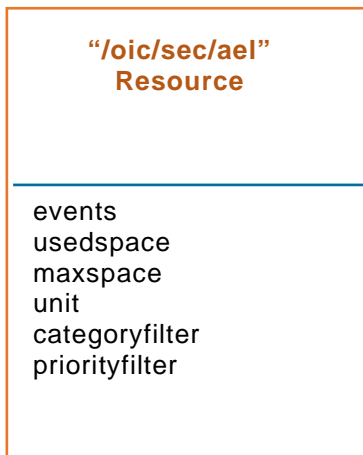 “/oic/sec/ael”
Resource
events
usedspace
maxspace
unit
categoryfilter
priorityfilter